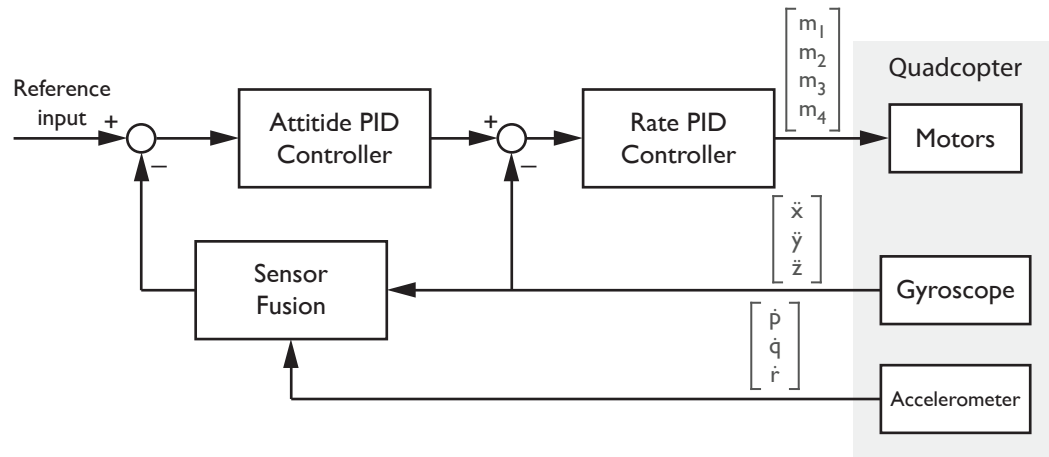 m1
m2
m3
m4
Quadcopter
Reference
input
+
−
Attitide PID
Controller
+
−
Rate PID
Controller
Motors
ẍ
ÿ
z̈
Sensor
Fusion
Gyroscope
ṗ
q̇
ṙ
Accelerometer